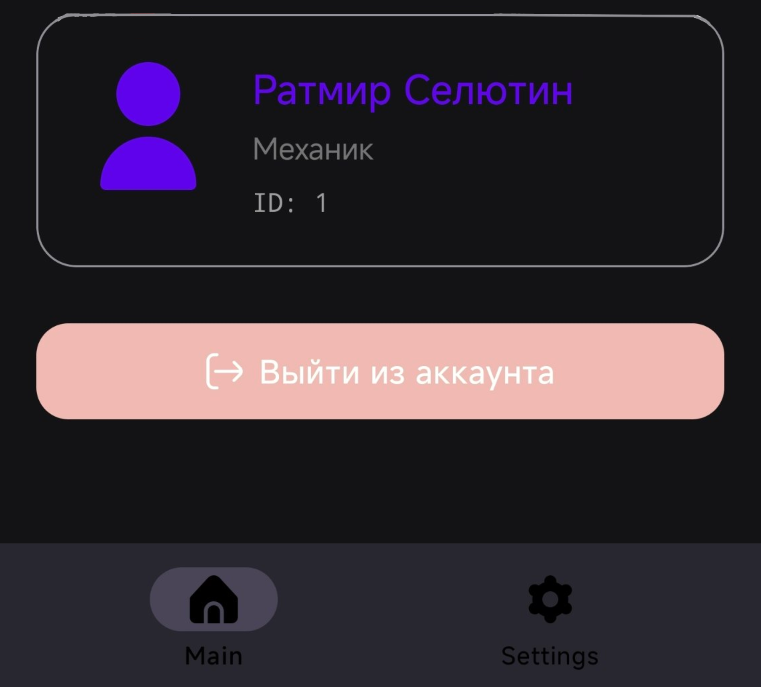 Ратмир Селютин
Механик
ID: 1
Выйти из аккаунта
Main
Settings